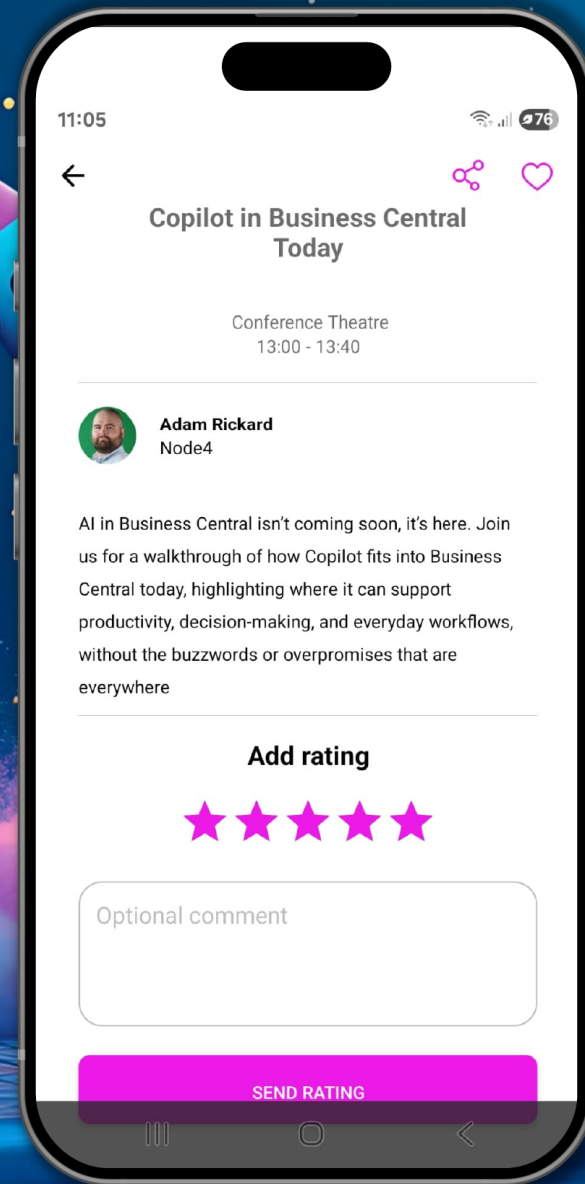 11:05
76
Copilot in Business Central
Today
Conference Theatre
13:00 - 13:40
Adam Rickard
Node4
AI in Business Central isn’t coming soon, it’s here. Join
us for a walkthrough of how Copilot fits into Business
Central today, highlighting where it can support
productivity, decision-making, and everyday workflows,
without the buzzwords or overpromises that are
everywhere
Add rating
Optional comment
SEND RATING